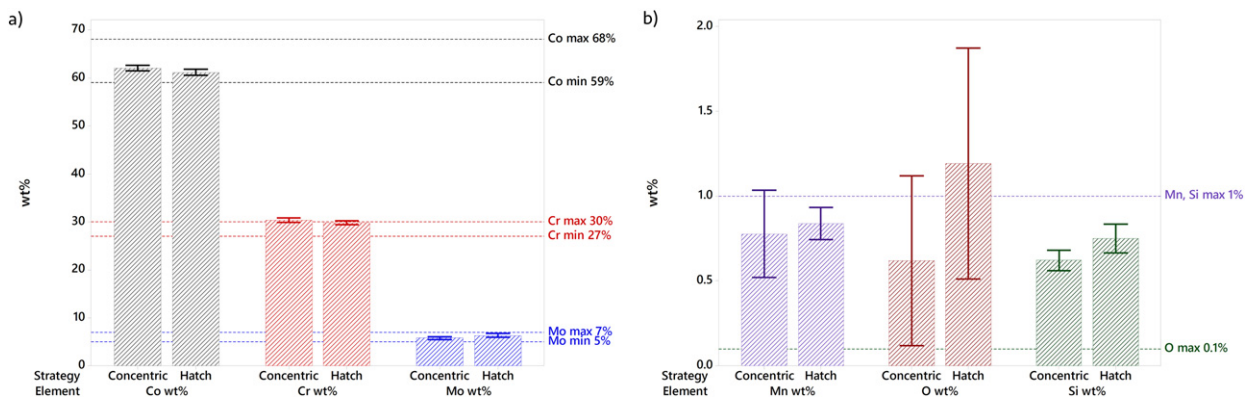 a)
70
60
50
40
30
20
10
0
wt%
Co max 68%
Co min 59%
Cr max 30%
Cr min 27%
Mo max 7%
Mo min 5%
Strategy Concentric Hatch Concentric Hatch Concentric Hatch
Element Co wt% Cr wt% Mo wt%
b)
2.0
1.5
1.0
0.5
0.0
wt%
Mn, Si max 1%
O max 0.1%
Strategy Concentric Hatch Concentric Hatch Concentric Hatch
Element Mn wt% O wt% Si wt%